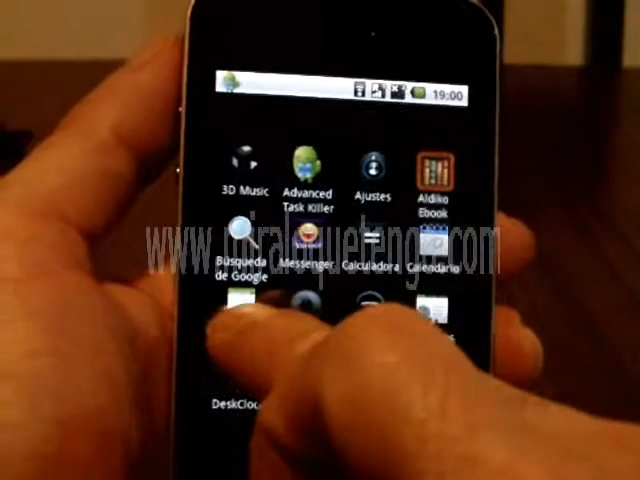 19:00
3D Music
Advanced
Task Killer
Ajustes
Aldiko
Ebook
www.miraloquetengo.com
Búsqueda
de Google
Messenger
Calculadora
Calendario
DeskCloc